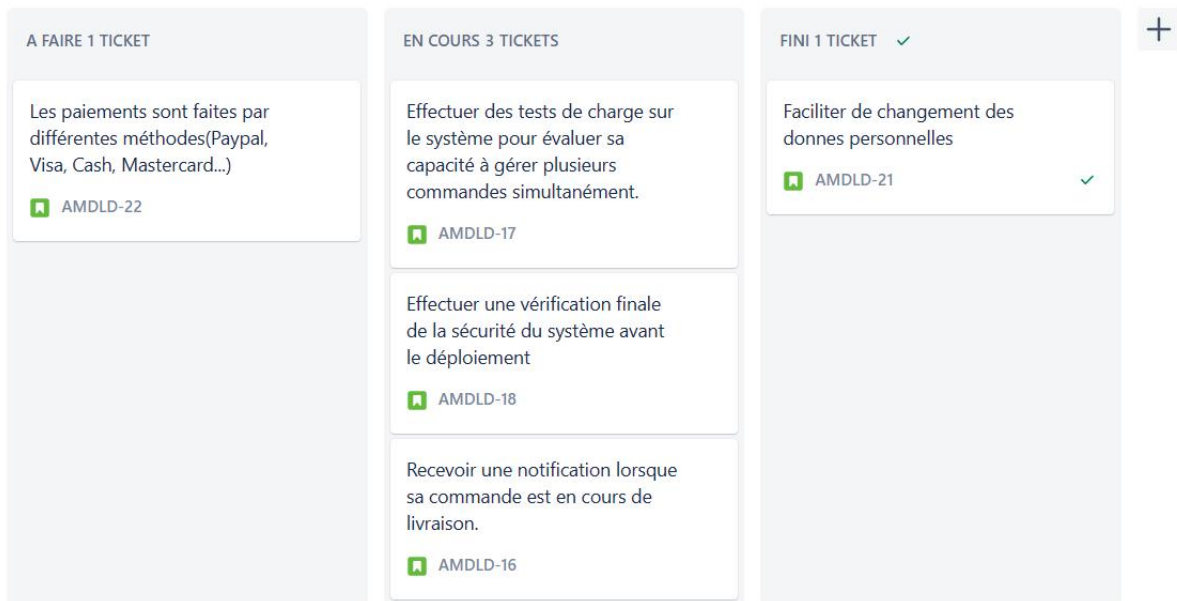 A FAIRE 1 TICKET
Les paiements sont faites par
différentes méthodes(Paypal,
Visa, Cash, Mastercard...)
AMDLD-22
EN COURS 3 TICKETS
Effectuer des tests de charge sur
le système pour évaluer sa
capacité à gérer plusieurs
commandes simultanément.
AMDLD-17
Effectuer une vérification finale
de la sécurité du système avant
le déploiement
AMDLD-18
Recevoir une notification lorsque
sa commande est en cours de
livraison.
AMDLD-16
FINI 1 TICKET
Faciliter de changement des
donnes personnelles
AMDLD-21